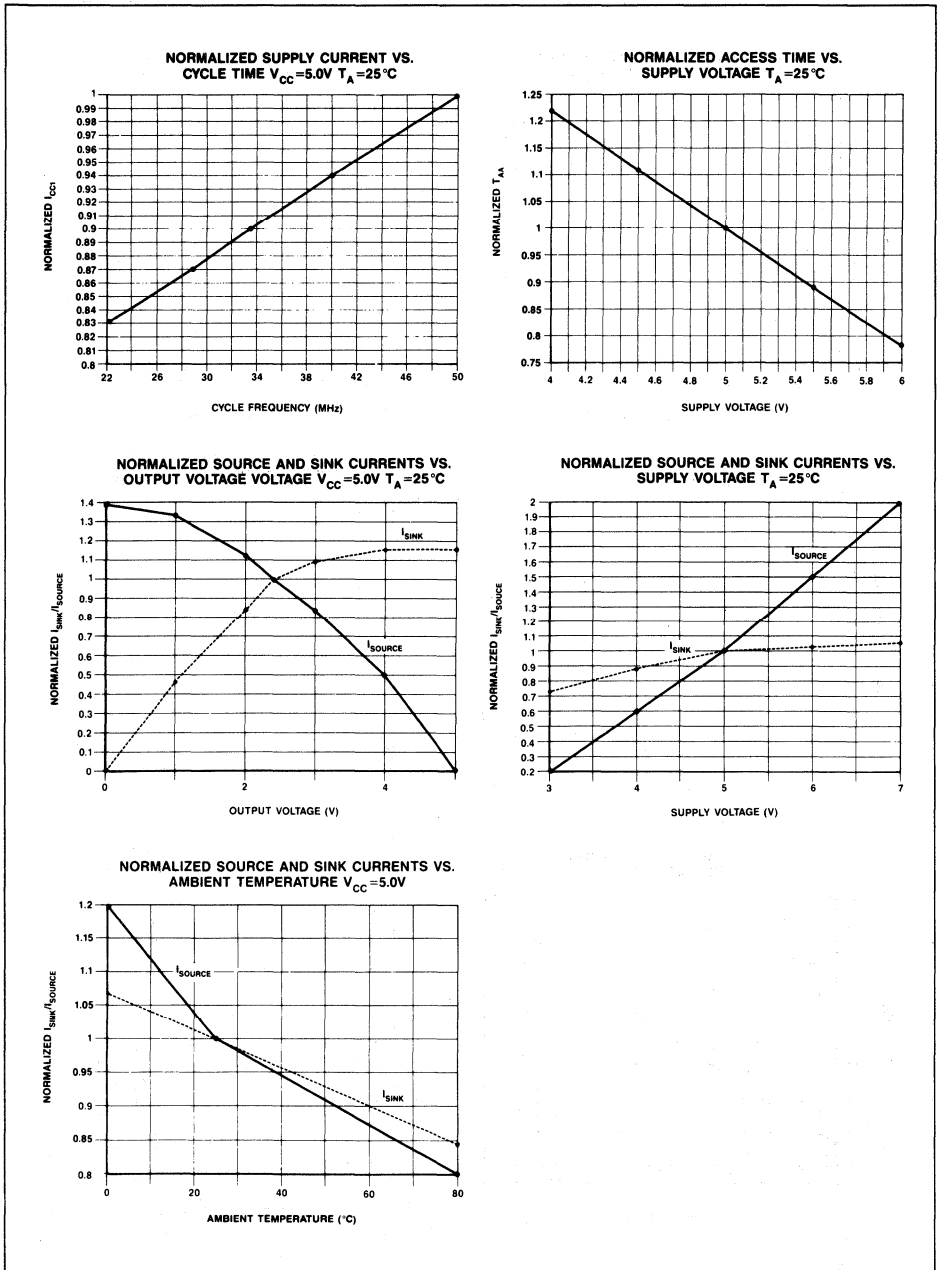 NORMALIZED SUPPLY CURRENT VS.
CYCLE TIME V_CC=5.0V T_A=25°C
NORMALIZED I_CC1
1
0.99
0.98
0.97
0.96
0.95
0.94
0.93
0.92
0.91
0.9
0.89
0.88
0.87
0.86
0.85
0.84
0.83
0.82
0.81
0.8
22 26 30 34 40 46 50
CYCLE FREQUENCY (MHz)
NORMALIZED ACCESS TIME VS.
SUPPLY VOLTAGE T_A=25°C
NORMALIZED T_AA
1.25
1.2
1.15
1.1
1.05
1
0.95
0.9
0.85
0.8
0.75
4 4.2 4.4 4.6 4.8 5 5.2 5.4 5.6 5.8 6
SUPPLY VOLTAGE (V)
NORMALIZED SOURCE AND SINK CURRENTS VS.
OUTPUT VOLTAGE VOLTAGE V_CC=5.0V T_A=25°C
NORMALIZED I_SINK/I_SOURCE
1.4
1.3
1.2
1.1
1
0.9
0.8
0.7
0.6
0.5
0.4
0.3
0.2
0.1
0
I_SINK
I_SOURCE
0 2 4
OUTPUT VOLTAGE (V)
NORMALIZED SOURCE AND SINK CURRENTS VS.
SUPPLY VOLTAGE T_A=25°C
NORMALIZED I_SINK/I_SOUCE
2
1.9
1.8
1.7
1.6
1.5
1.4
1.3
1.2
1.1
1
0.9
0.8
0.7
0.6
0.5
0.4
0.3
0.2
I_SOURCE
I_SINK
3 4 5 6 7
SUPPLY VOLTAGE (V)
NORMALIZED SOURCE AND SINK CURRENTS VS.
AMBIENT TEMPERATURE V_CC=5.0V
NORMALIZED I_SINK/I_SOURCE
1.2
1.15
1.1
1.05
1
0.95
0.9
0.85
0.8
I_SOURCE
I_SINK
0 20 40 60 80
AMBIENT TEMPERATURE (°C)